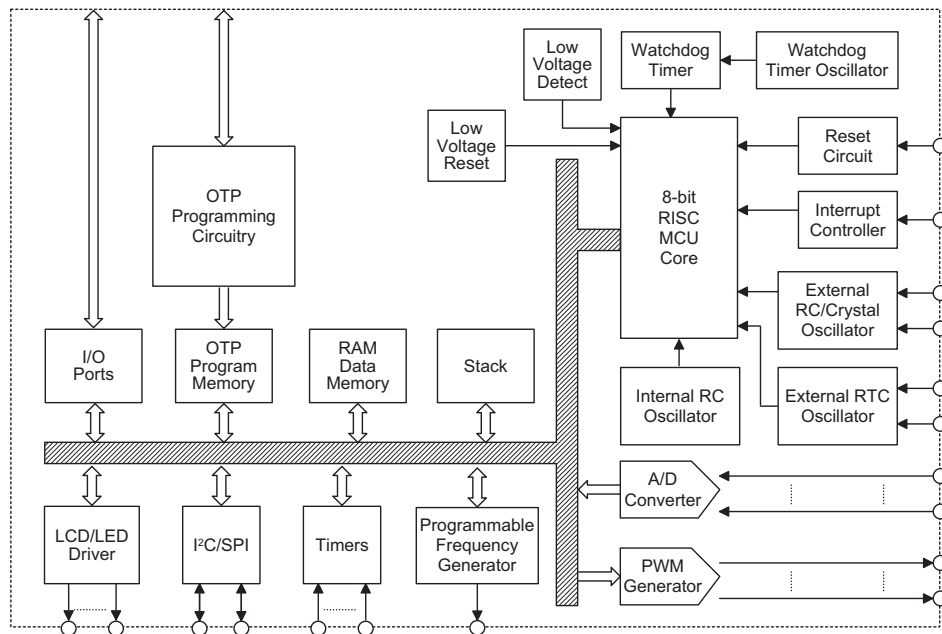 Low
Voltage
Detect
Watchdog
Timer
Watchdog
Timer Oscillator
Low
Voltage
Reset
Reset
Circuit
OTP
Programming
Circuitry
8-bit
RISC
MCU
Core
Interrupt
Controller
External
RC/Crystal
Oscillator
I/O
Ports
OTP
Program
Memory
RAM
Data
Memory
Stack
Internal RC
Oscillator
External RTC
Oscillator
A/D
Converter
LCD/LED
Driver
I²C/SPI
Timers
Programmable
Frequency
Generator
PWM
Generator